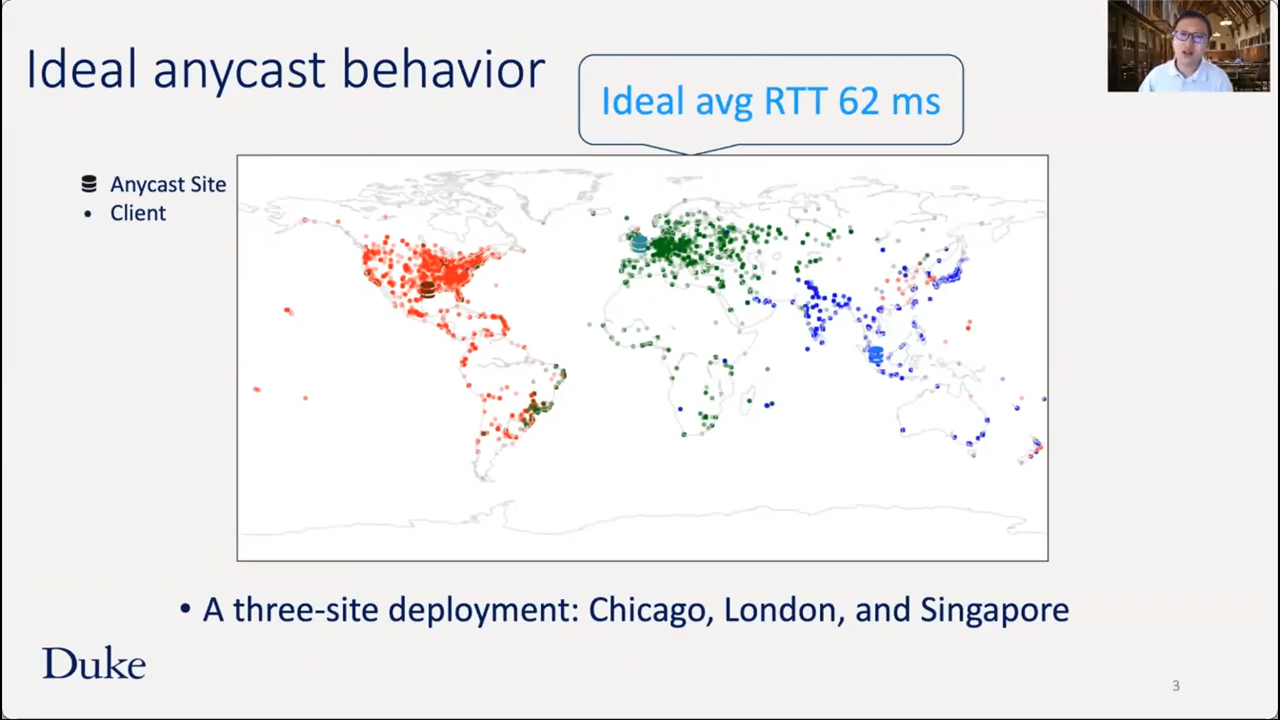 Ideal anycast behavior
Ideal avg RTT 62 ms
Anycast Site
• Client
• A three-site deployment: Chicago, London, and Singapore
Duke
3